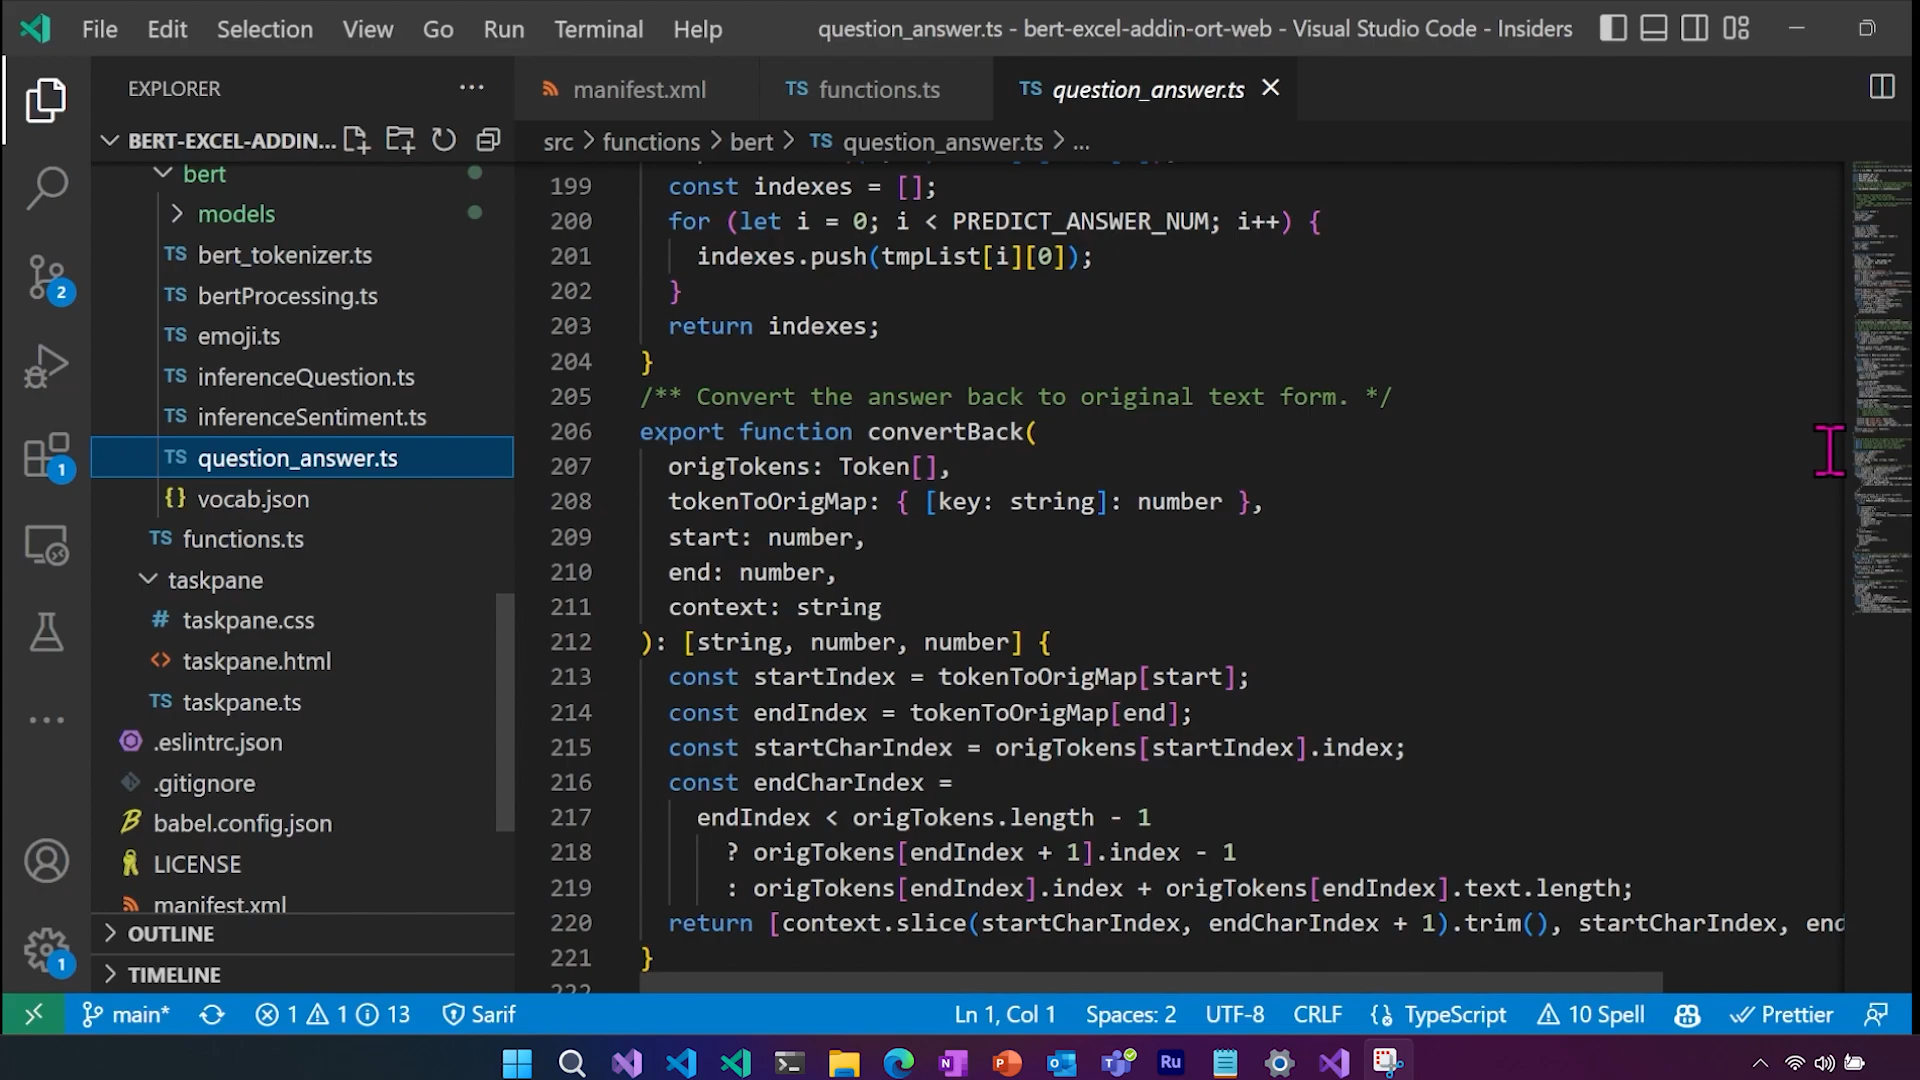 File Edit Selection View Go Run Terminal Help
question_answer.ts - bert-excel-addin-ort-web - Visual Studio Code - Insiders
EXPLORER
BERT-EXCEL-ADDIN...
bert
models
TS bert_tokenizer.ts
TS bertProcessing.ts
TS emoji.ts
TS inferenceQuestion.ts
TS inferenceSentiment.ts
TS question_answer.ts
{} vocab.json
TS functions.ts
taskpane
# taskpane.css
<> taskpane.html
TS taskpane.ts
.eslintrc.json
.gitignore
babel.config.json
LICENSE
manifest.xml
OUTLINE
TIMELINE
2
1
1
manifest.xml
TS functions.ts
TS question_answer.ts
src > functions > bert > TS question_answer.ts > ...
199 const indexes = [];
200 for (let i = 0; i < PREDICT_ANSWER_NUM; i++) {
201 indexes.push(tmpList[i][0]);
202 }
203 return indexes;
204 }
205 /** Convert the answer back to original text form. */
206 export function convertBack(
207 origTokens: Token[],
208 tokenToOrigMap: { [key: string]: number },
209 start: number,
210 end: number,
211 context: string
212 ): [string, number, number] {
213 const startIndex = tokenToOrigMap[start];
214 const endIndex = tokenToOrigMap[end];
215 const startCharIndex = origTokens[startIndex].index;
216 const endCharIndex =
217 endIndex < origTokens.length - 1
218 ? origTokens[endIndex + 1].index - 1
219 : origTokens[endIndex].index + origTokens[endIndex].text.length;
220 return [context.slice(startCharIndex, endCharIndex + 1).trim(), startCharIndex, end
221 }
222
main* 1 1 13 Sarif
Ln 1, Col 1 Spaces: 2 UTF-8 CRLF TypeScript 10 Spell Prettier
Ru